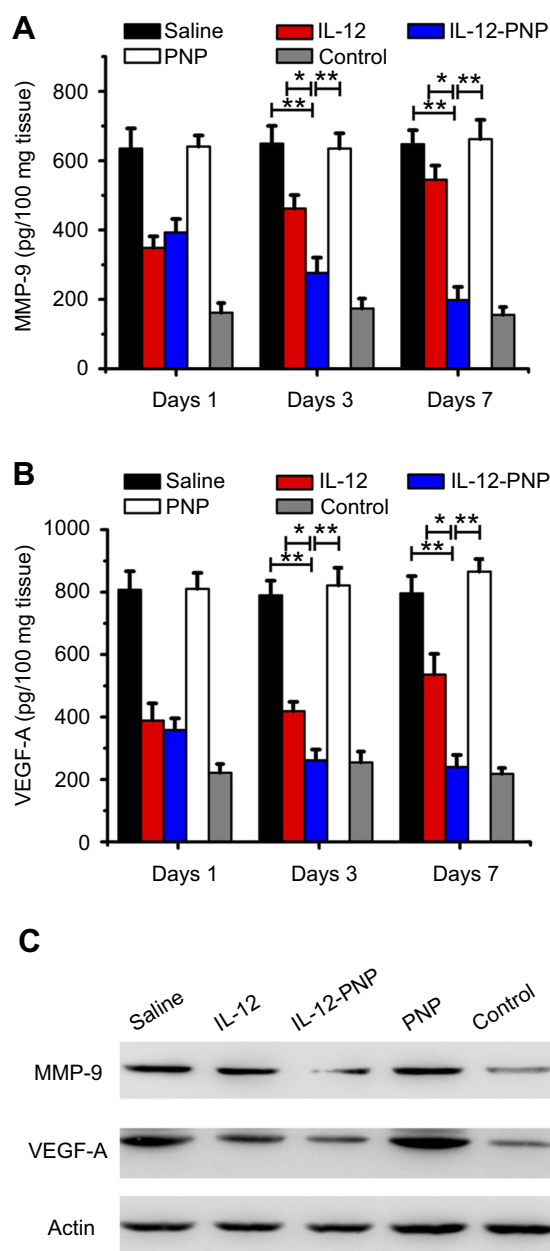 A
Saline IL-12 IL-12-PNP
PNP Control
MMP-9 (pg/100 mg tissue)
800
600
400
200
0
* **
**
* **
**
Days 1 Days 3 Days 7
B
Saline IL-12 IL-12-PNP
PNP Control
VEGF-A (pg/100 mg tissue)
1000
800
600
400
200
0
* **
**
* **
**
Days 1 Days 3 Days 7
C
Saline IL-12 IL-12-PNP PNP Control
MMP-9
VEGF-A
Actin